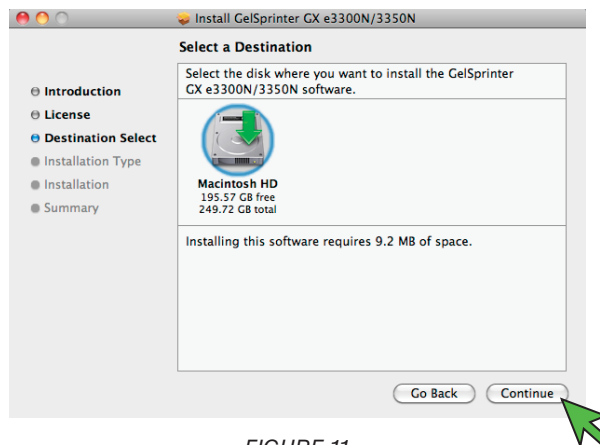 Install GelSprinter GX e3300N/3350N
Select a Destination
Introduction
License
Destination Select
Installation Type
Installation
Summary
Select the disk where you want to install the GelSprinter
GX e3300N/3350N software.
Macintosh HD
195.57 GB free
249.72 GB total
Installing this software requires 9.2 MB of space.
Go Back
Continue
FIGURE 11